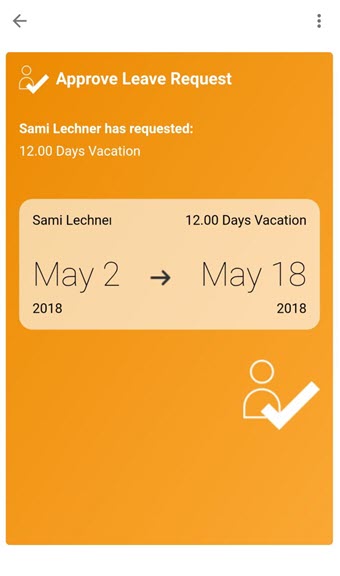 Approve Leave Request
Sami Lechner has requested:
12.00 Days Vacation
Sami Lechner 12.00 Days Vacation
May 2 → May 18
2018 2018